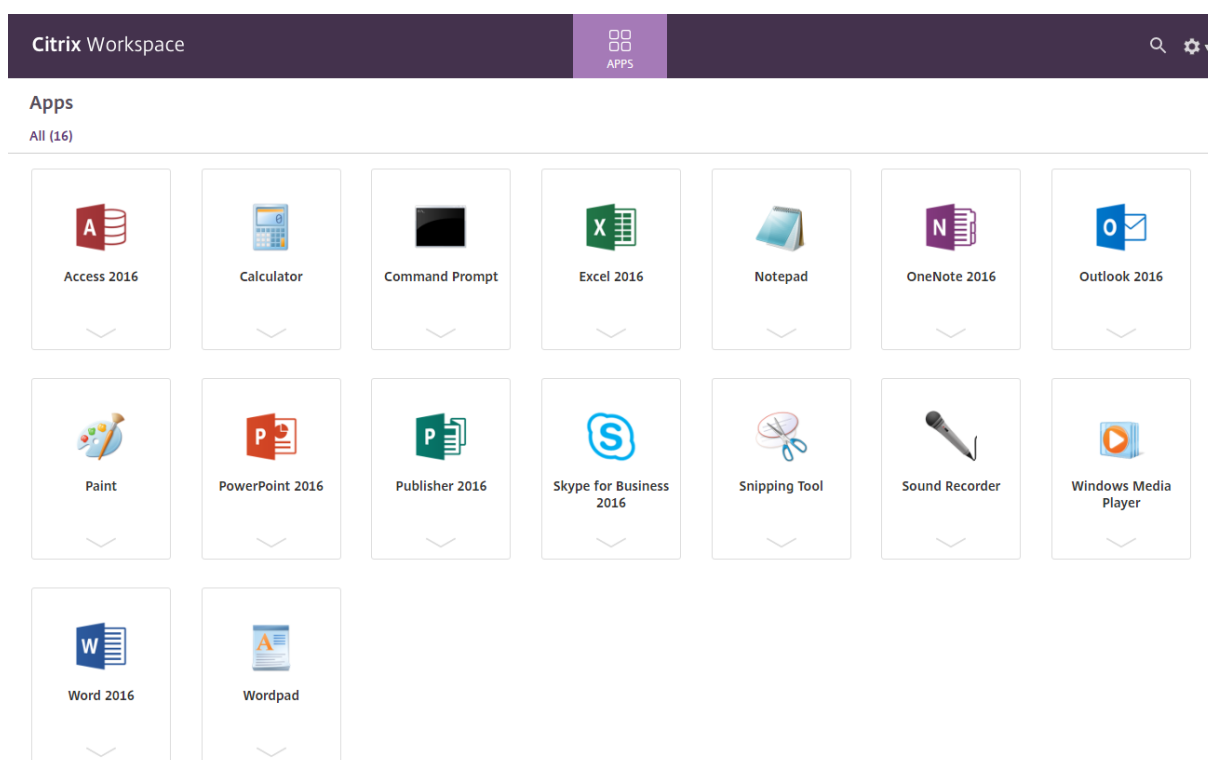 Citrix Workspace
APPS
Apps
All (16)
Access 2016
Calculator
Command Prompt
Excel 2016
Notepad
OneNote 2016
Outlook 2016
Paint
PowerPoint 2016
Publisher 2016
Skype for Business
2016
Snipping Tool
Sound Recorder
Windows Media
Player
Word 2016
Wordpad